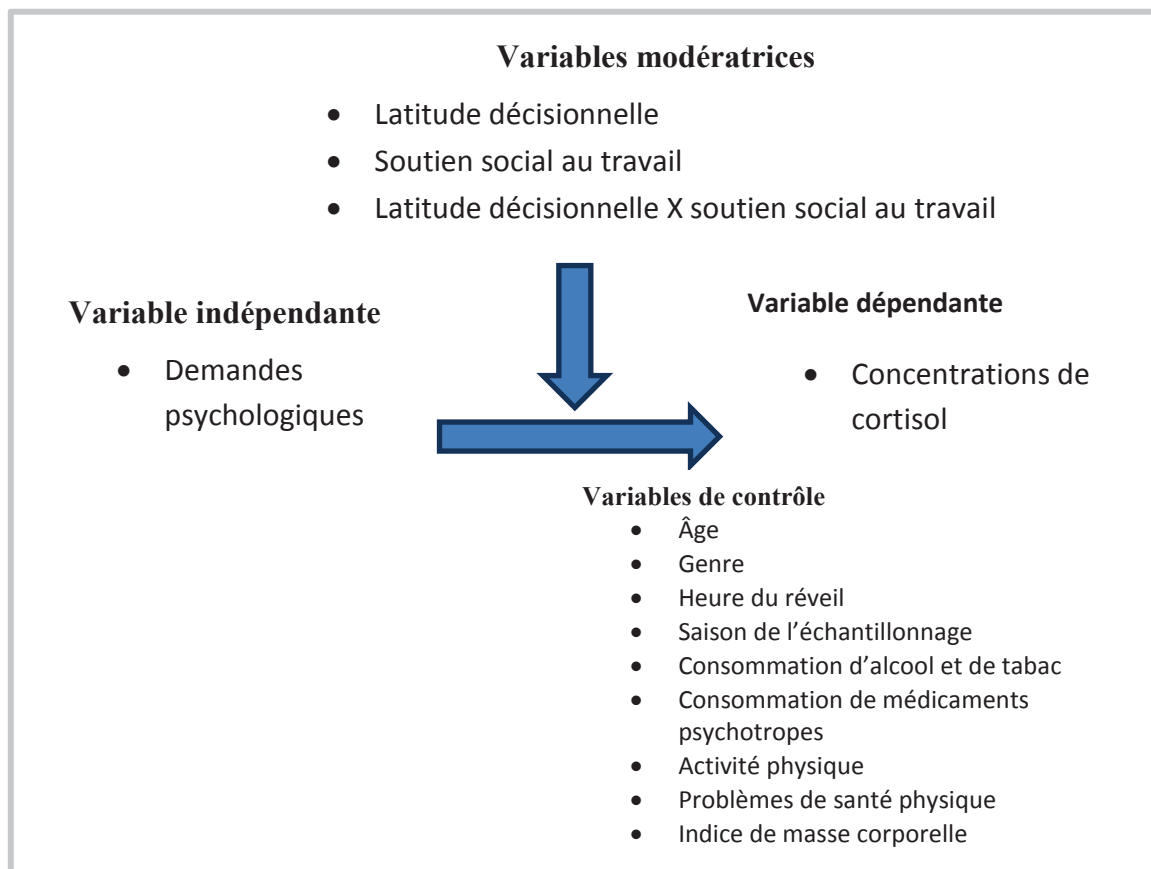 Variables modératrices
• Latitude décisionnelle
• Soutien social au travail
• Latitude décisionnelle X soutien social au travail
Variable indépendante
• Demandes
psychologiques
Variable dépendante
• Concentrations de
cortisol
Variables de contrôle
• Âge
• Genre
• Heure du réveil
• Saison de l’échantillonnage
• Consommation d’alcool et de tabac
• Consommation de médicaments
psychotropes
• Activité physique
• Problèmes de santé physique
• Indice de masse corporelle